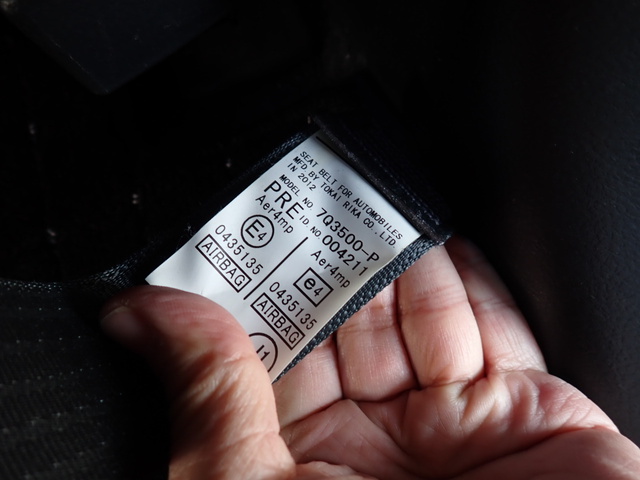 SEAT BELT FOR AUTOMOBILES
MFD BY TOKAI RIKA CO., LTD.
IN 2012
MODEL NO. 7Q3500-P
PRE ID NO. 004211
Aer4mp
E4
0435135
AIRBAG
Aer4mp
e4
0435135
AIRBAG